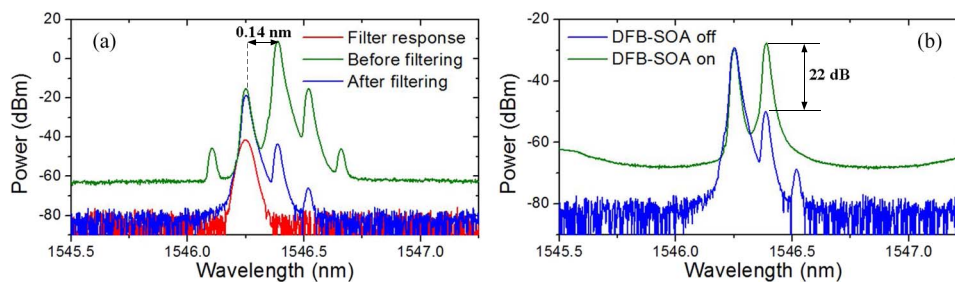 (a)
0.14 nm
Filter response
Before filtering
After filtering
20
0
-20
-40
-60
-80
Power (dBm)
1545.5
1546.0
1546.5
1547.0
Wavelength (nm)
(b)
DFB-SOA off
DFB-SOA on
22 dB
-20
-40
-60
-80
Power (dBm)
1545.5
1546.0
1546.5
1547.0
Wavelength (nm)